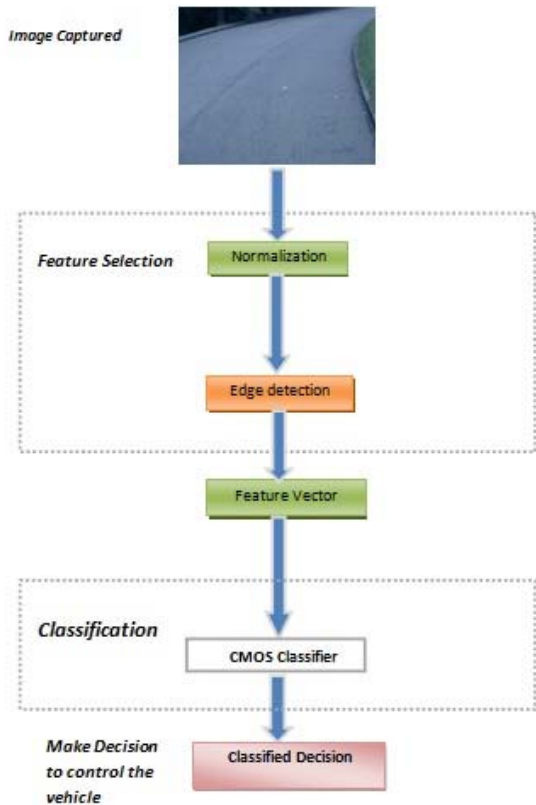 Image Captured
Feature Selection
Normalization
Edge detection
Feature Vector
Classification
CMOS Classifier
Make Decision
to control the
vehicle
Classified Decision